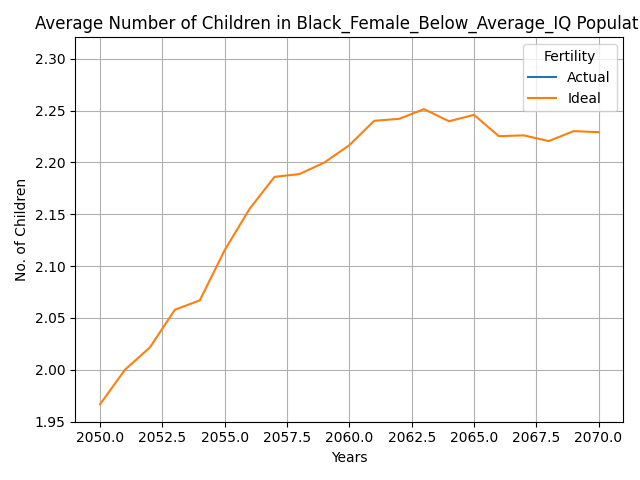 Average Number of Children in Black_Female_Below_Average_IQ Populat
Fertility
Actual
Ideal
2.30
2.25
2.20
2.15
2.10
2.05
2.00
1.95
No. of Children
2050.0 2052.5 2055.0 2057.5 2060.0 2062.5 2065.0 2067.5 2070.0
Years